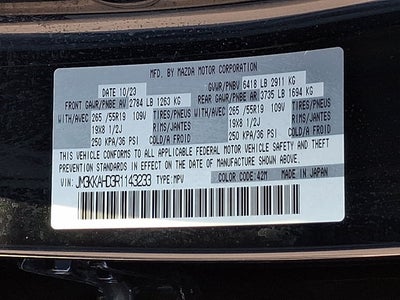 MFD. BY MAZDA MOTOR CORPORATION
DATE 10/23 GVWR/PNBV 6418 LB 2911 KG
FRONT GAWR/PNBE AV 2784 LB 1263 KG REAR GAWR/PNBE AR 3735 LB 1694 KG
WITH/AVEC 265/55R19 109V TIRES/PNEUS WITH/AVEC 265/55R19 109V TIRES/PNEUS
19X8 1/2J RIMS/JANTES 19X8 1/2J RIMS/JANTES
250 KPA/36 PSI COLD/A FROID 250 KPA/36 PSI COLD/A FROID
THIS VEHICLE CONFORMS TO ALL APPLICABLE FEDERAL MOTOR VEHICLE SAFETY AND THEFT
PREVENTION STANDARDS IN EFFECT ON THE DATE OF MANUFACTURE SHOWN ABOVE.
VIN: JM3KKAHD3R1143233 TYPE: MPV COLOR CODE: 42M MADE IN JAPAN